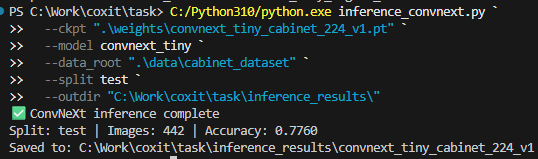 PS C:\Work\coxit\task> C:/Python310/python.exe inference_convnext.py `
>>   --ckpt ".\weights\convnext_tiny_cabinet_224_v1.pt" `
>>   --model convnext_tiny `
>>   --data_root ".\data\cabinet_dataset" `
>>   --split test `
>>   --outdir "C:\Work\coxit\task\inference_results\"
✅ ConvNeXt inference complete
Split: test | Images: 442 | Accuracy: 0.7760
Saved to: C:\Work\coxit\task\inference_results\convnext_tiny_cabinet_224_v1